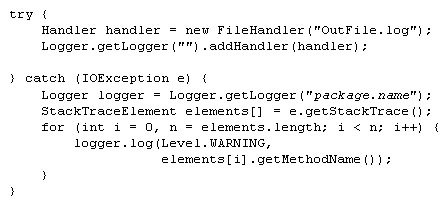 try {
    Handler handler = new FileHandler("OutFile.log");
    Logger.getLogger("").addHandler(handler);

} catch (IOException e) {
    Logger logger = Logger.getLogger("package.name");
    StackTraceElement elements[] = e.getStackTrace();
    for (int i = 0, n = elements.length; i < n; i++) {
        logger.log(Level.WARNING,
                   elements[i].getMethodName());
    }
}